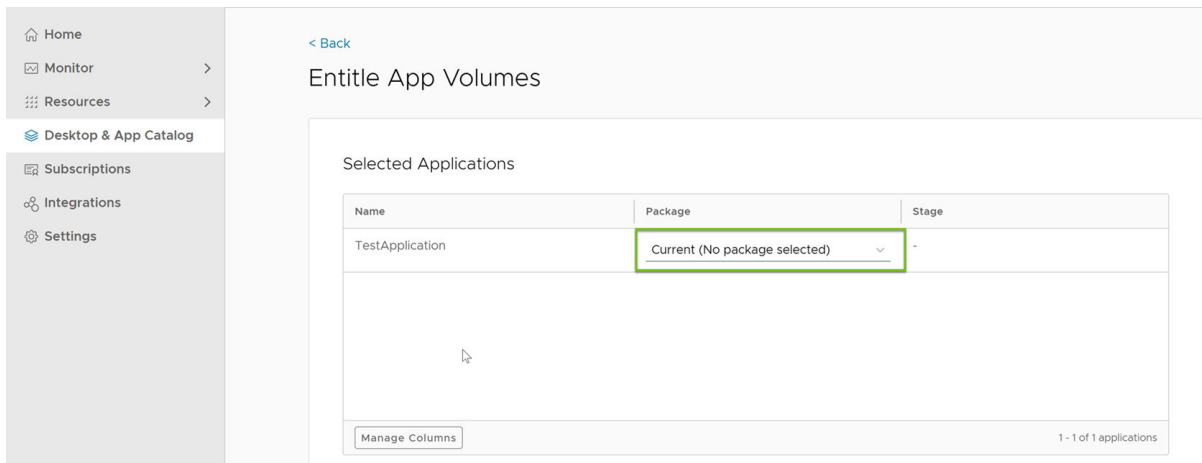 Home
Monitor
Resources
Desktop & App Catalog
Subscriptions
Integrations
Settings
< Back
Entitle App Volumes
Selected Applications
Name Package Stage
TestApplication Current (No package selected) -
Manage Columns 1 - 1 of 1 applications